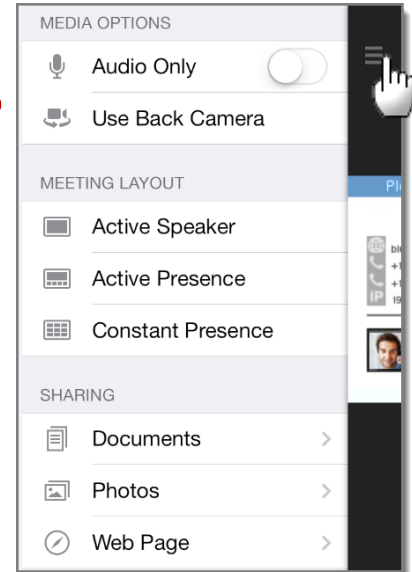 MEDIA OPTIONS
Audio Only
Use Back Camera
MEETING LAYOUT
Active Speaker
Active Presence
Constant Presence
SHARING
Documents
Photos
Web Page
IP